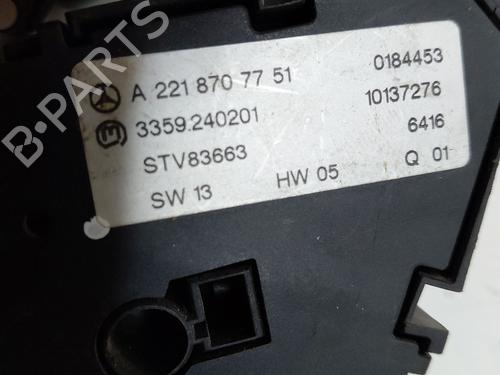 A 221 870 77 51 0184453
3359.240201 10137276
STV83663 6416
SW 13 HW 05 Q 01
B-PARTS